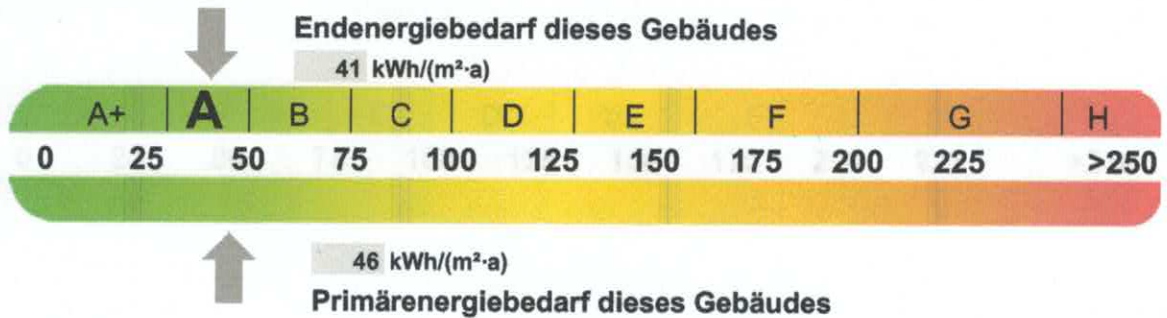 Endenergiebedarf dieses Gebäudes
41 kWh/(m²·a)
A+ A B C D E F G H
0 25 50 75 100 125 150 175 200 225 >250
46 kWh/(m²·a)
Primärenergiebedarf dieses Gebäudes